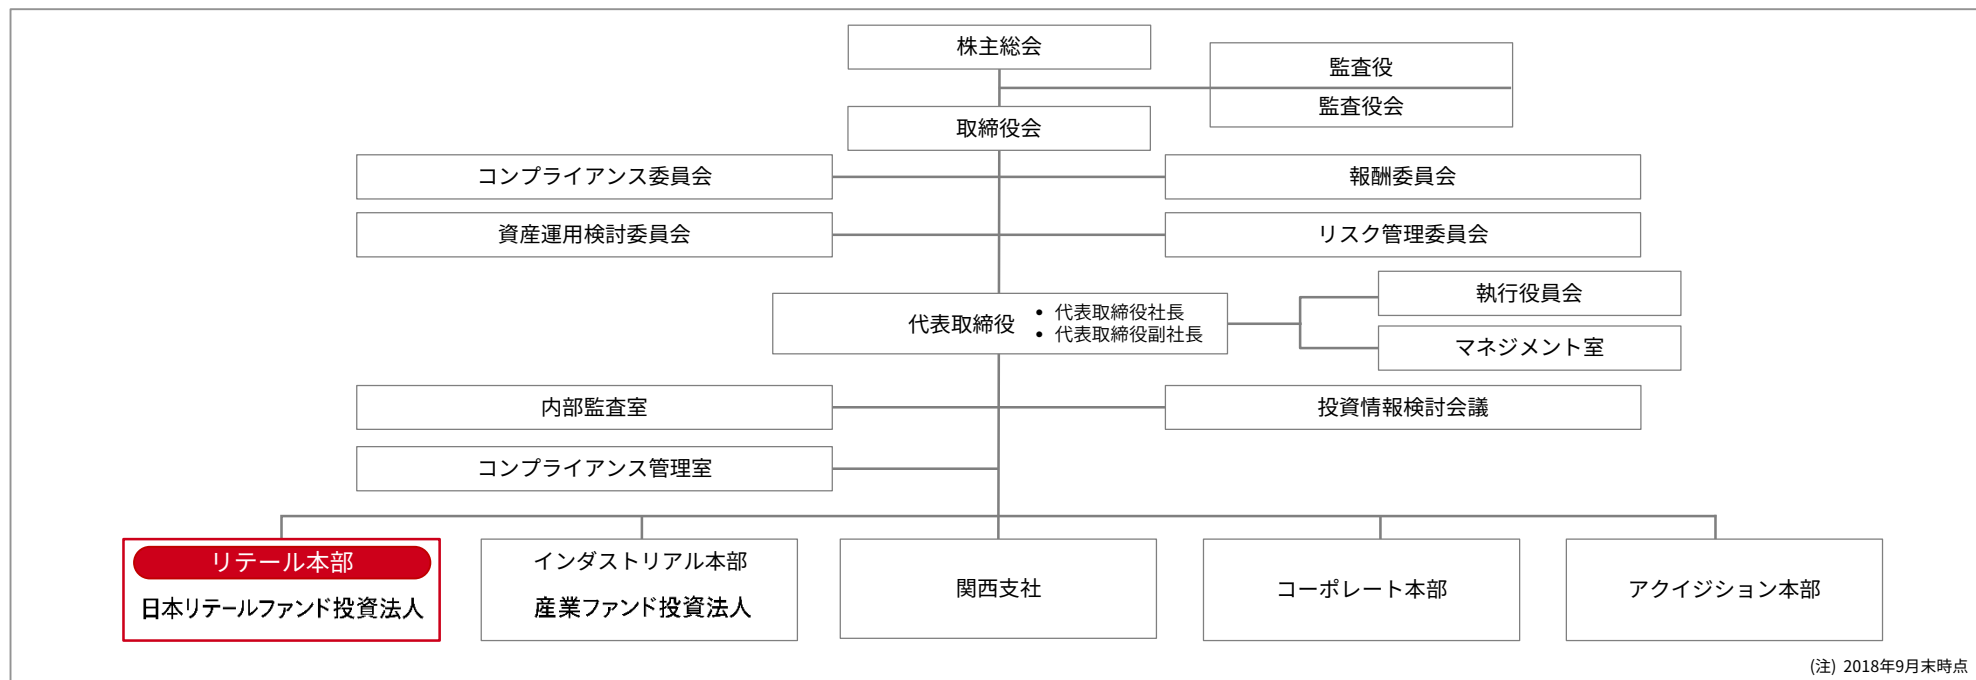 株主総会
監査役
監査役会
取締役会
コンプライアンス委員会
報酬委員会
資産運用検討委員会
リスク管理委員会
代表取締役
• 代表取締役社長
• 代表取締役副社長
執行役員会
マネジメント室
内部監査室
投資情報検討会議
コンプライアンス管理室
リテール本部
日本リテールファンド投資法人
インダストリアル本部
産業ファンド投資法人
関西支社
コーポレート本部
アクイジション本部
(注) 2018年9月末時点